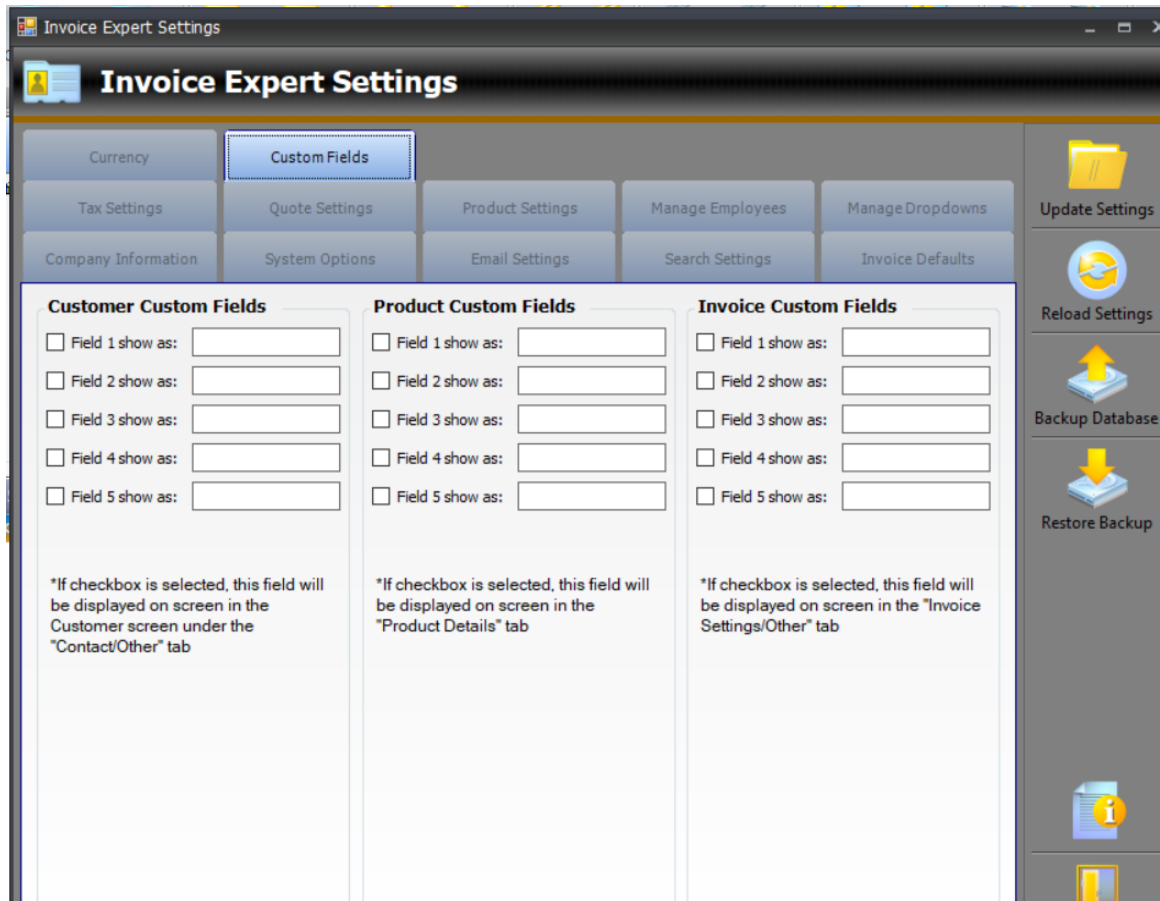 Invoice Expert Settings
Invoice Expert Settings
Currency
Custom Fields
Tax Settings
Quote Settings
Product Settings
Manage Employees
Manage Dropdowns
Company Information
System Options
Email Settings
Search Settings
Invoice Defaults
Customer Custom Fields
Field 1 show as:
Field 2 show as:
Field 3 show as:
Field 4 show as:
Field 5 show as:
*If checkbox is selected, this field will
be displayed on screen in the
Customer screen under the
"Contact/Other" tab
Product Custom Fields
Field 1 show as:
Field 2 show as:
Field 3 show as:
Field 4 show as:
Field 5 show as:
*If checkbox is selected, this field will
be displayed on screen in the
"Product Details" tab
Invoice Custom Fields
Field 1 show as:
Field 2 show as:
Field 3 show as:
Field 4 show as:
Field 5 show as:
*If checkbox is selected, this field will
be displayed on screen in the "Invoice
Settings/Other" tab
Update Settings
Reload Settings
Backup Database
Restore Backup